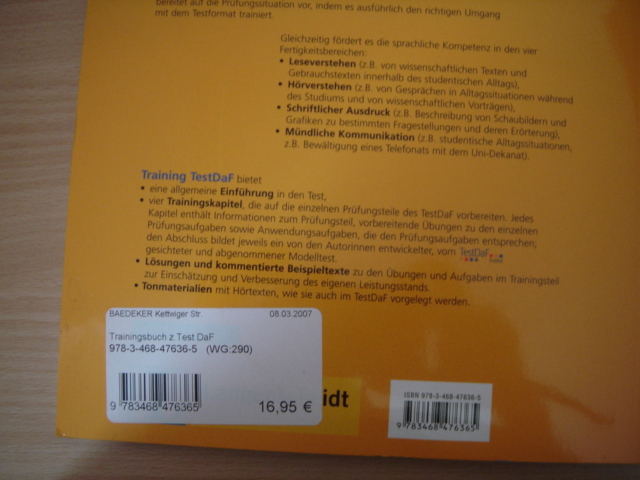 bereitet auf die Prüfungssituation vor, indem es ausführlich den richtigen Umgang
mit dem Testformat trainiert.
Gleichzeitig fördert es die sprachliche Kompetenz in den vier
Fertigkeitsbereichen:
• Leseverstehen (z.B. von wissenschaftlichen Texten und
Gebrauchstexten innerhalb des studentischen Alltags),
• Hörverstehen (z.B. von Gesprächen in Alltagssituationen während
des Studiums und von wissenschaftlichen Vorträgen),
• Schriftlicher Ausdruck (z.B. Beschreibung von Schaubildern und
Grafiken zu bestimmten Fragestellungen und deren Erörterung),
• Mündliche Kommunikation (z.B. studentische Alltagssituationen,
z.B. Bewältigung eines Telefonats mit dem Uni-Dekanat).
Training TestDaF bietet
• eine allgemeine Einführung in den Test,
• vier Trainingskapitel, die auf die einzelnen Prüfungsteile des TestDaF vorbereiten. Jedes
Kapitel enthält Informationen zum Prüfungsteil, vorbereitende Übungen zu den einzelnen
Prüfungsaufgaben sowie Anwendungsaufgaben, die den Prüfungsaufgaben entsprechen;
den Abschluss bildet jeweils ein von den Autorinnen entwickelter, vom TestDaF
gesichteter und abgenommener Modelltest.
• Lösungen und kommentierte Beispieltexte zu den Übungen und Aufgaben im Trainingsteil
zur Einschätzung und Verbesserung des eigenen Leistungsstands.
• Tonmaterialien mit Hörtexten, wie sie auch im TestDaF vorgelegt werden.
BAEDEKER Kettwiger Str. 08.03.2007
Trainingsbuch z.Test DaF
978-3-468-47636-5 (WG:290)
9 783468 476365
16,95 €
idt
ISBN 978-3-468-47636-5
9 783468 476365